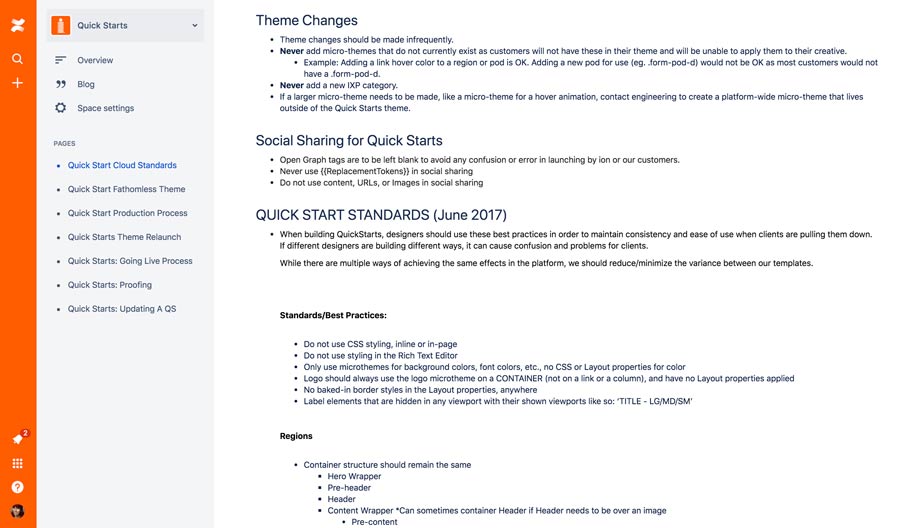 Quick Starts
Overview
Blog
Space settings
PAGES
Quick Start Cloud Standards
Quick Start Fathomless Theme
Quick Start Production Process
Quick Starts Theme Relaunch
Quick Starts: Going Live Process
Quick Starts: Proofing
Quick Starts: Updating A QS
2
Theme Changes
Theme changes should be made infrequently.
Never add micro-themes that do not currently exist as customers will not have these in their theme and will be unable to apply them to their creative.
Example: Adding a link hover color to a region or pod is OK. Adding a new pod for use (eg. .form-pod-d) would not be OK as most customers would not
have a .form-pod-d.
Never add a new IXP category.
If a larger micro-theme needs to be made, like a micro-theme for a hover animation, contact engineering to create a platform-wide micro-theme that lives
outside of the Quick Starts theme.
Social Sharing for Quick Starts
Open Graph tags are to be left blank to avoid any confusion or error in launching by ion or our customers.
Never use {{ReplacementTokens}} in social sharing
Do not use content, URLs, or Images in social sharing
QUICK START STANDARDS (June 2017)
When building QuickStarts, designers should use these best practices in order to maintain consistency and ease of use when clients are pulling them down.
If different designers are building different ways, it can cause confusion and problems for clients.
While there are multiple ways of achieving the same effects in the platform, we should reduce/minimize the variance between our templates.
Standards/Best Practices:
Do not use CSS styling, inline or in-page
Do not use styling in the Rich Text Editor
Only use microthemes for background colors, font colors, etc., no CSS or Layout properties for color
Logo should always use the logo microtheme on a CONTAINER (not on a link or a column), and have no Layout properties applied
No baked-in border styles in the Layout properties, anywhere
Label elements that are hidden in any viewport with their shown viewports like so: 'TITLE - LG/MD/SM'
Regions
Container structure should remain the same
Hero Wrapper
Pre-header
Header
Content Wrapper *Can sometimes container Header if Header needs to be over an image
Pre-content